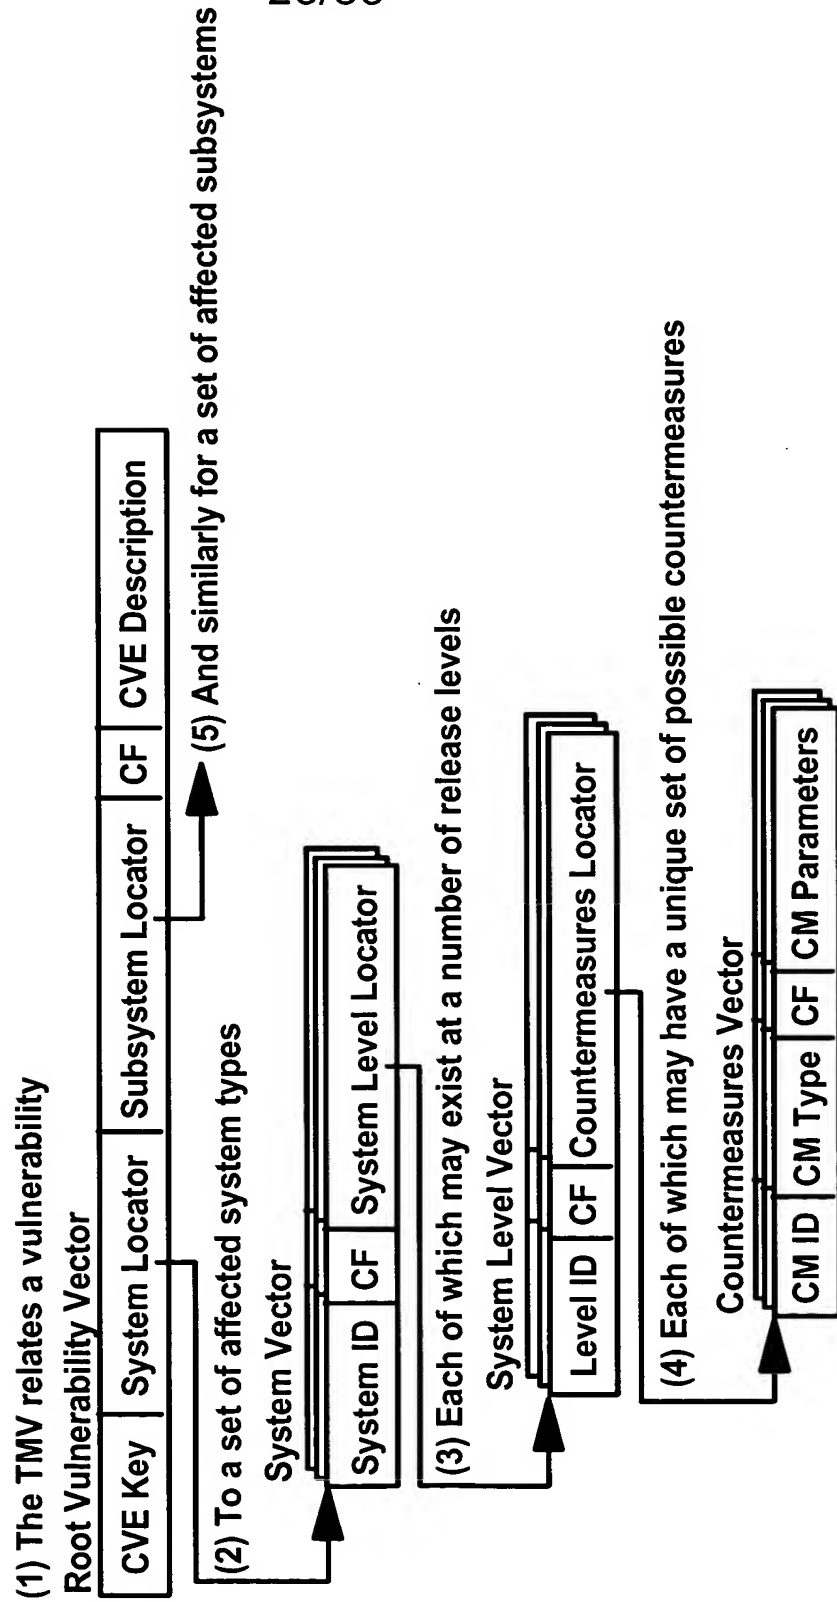 (1) The TMV relates a vulnerability
Root Vulnerability Vector
CVE Key System Locator Subsystem Locator CF CVE Description
(5) And similarly for a set of affected subsystems
(2) To a set of affected system types
System Vector
System ID CF System Level Locator
(3) Each of which may exist at a number of release levels
System Level Vector
Level ID CF Countermeasures Locator
(4) Each of which may have a unique set of possible countermeasures
Countermeasures Vector
CM ID CM Type CF CM Parameters